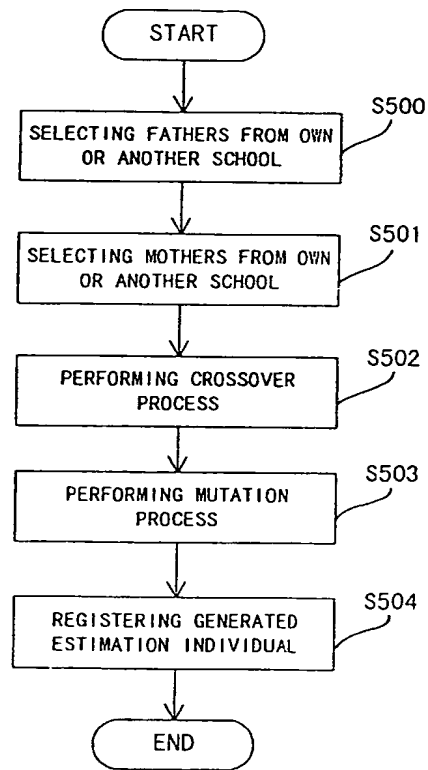 START
S500
SELECTING FATHERS FROM OWN
OR ANOTHER SCHOOL
S501
SELECTING MOTHERS FROM OWN
OR ANOTHER SCHOOL
S502
PERFORMING CROSSOVER
PROCESS
S503
PERFORMING MUTATION
PROCESS
S504
REGISTERING GENERATED
ESTIMATION INDIVIDUAL
END